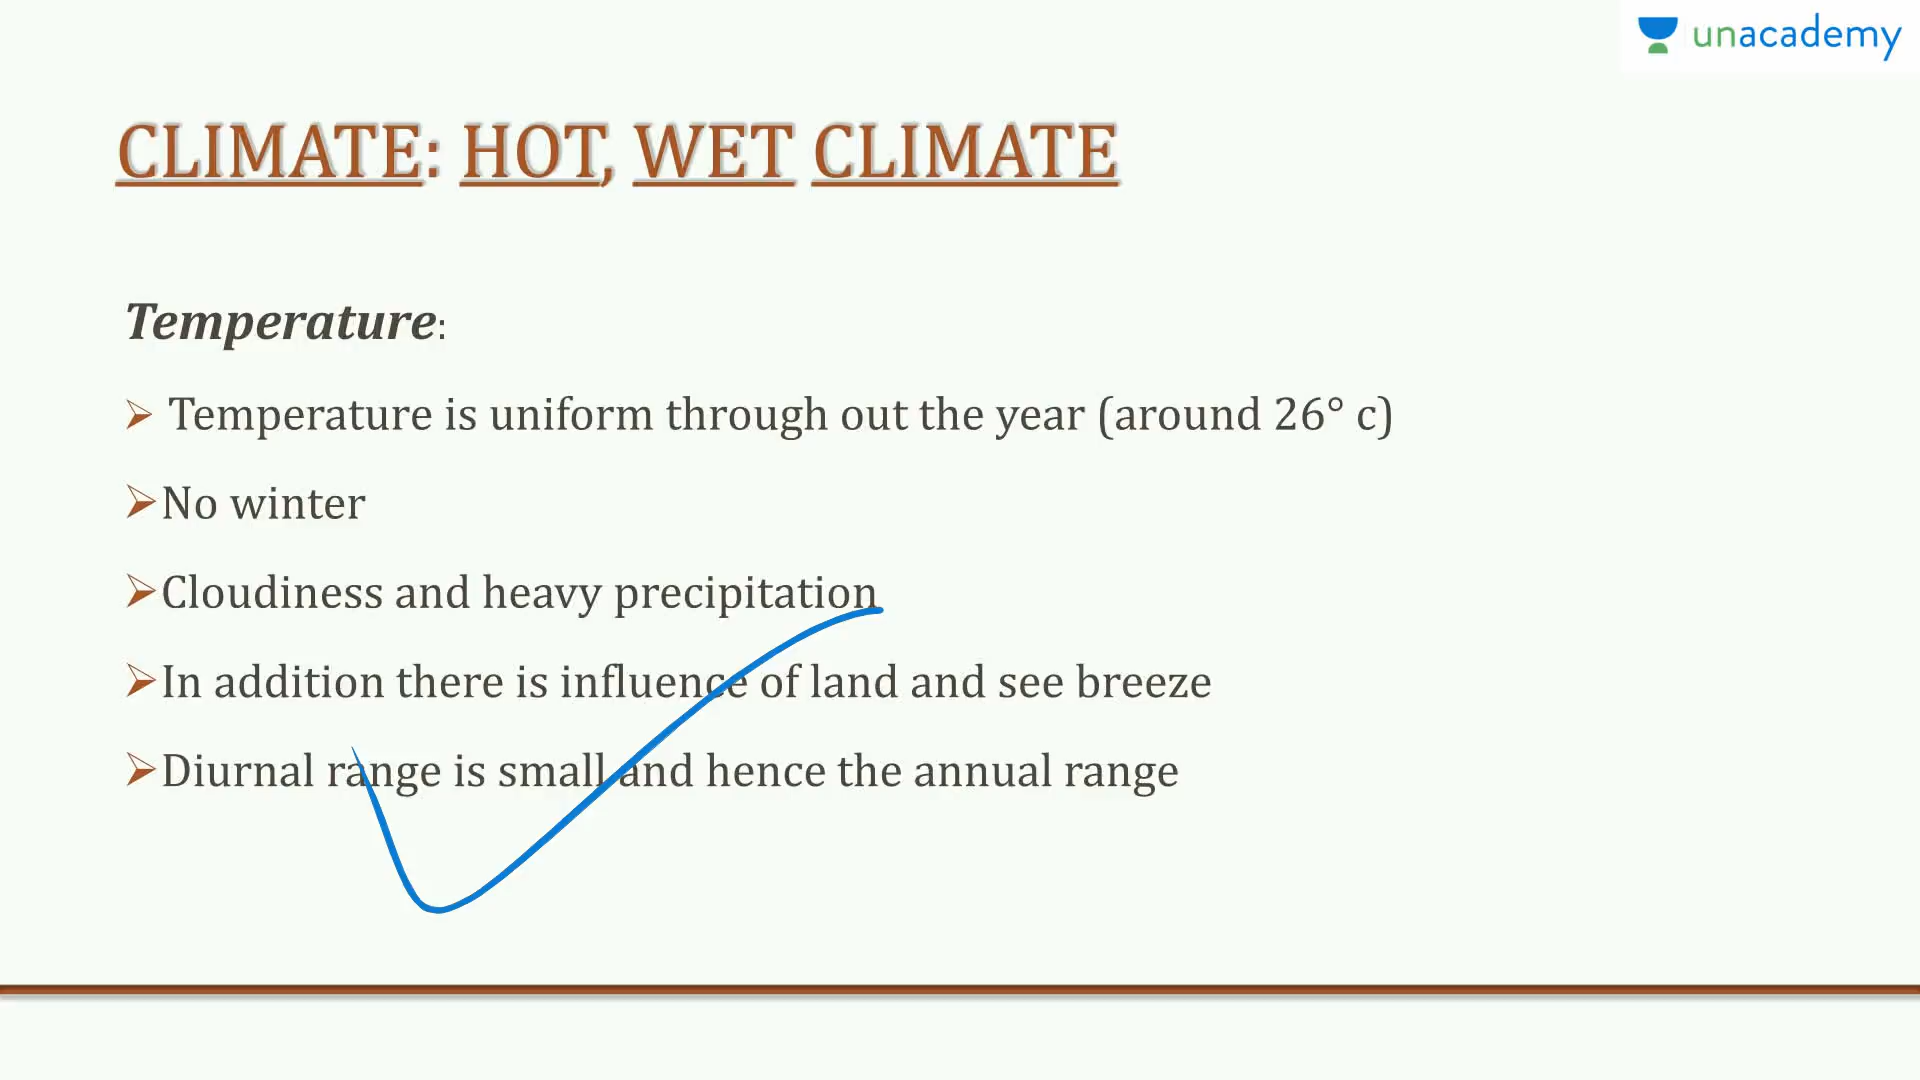 unacademy
CLIMATE: HOT, WET CLIMATE
Temperature:
Temperature is uniform through out the year (around 26° c)
No winter
Cloudiness and heavy precipitation
In addition there is influence of land and see breeze
Diurnal range is small and hence the annual range